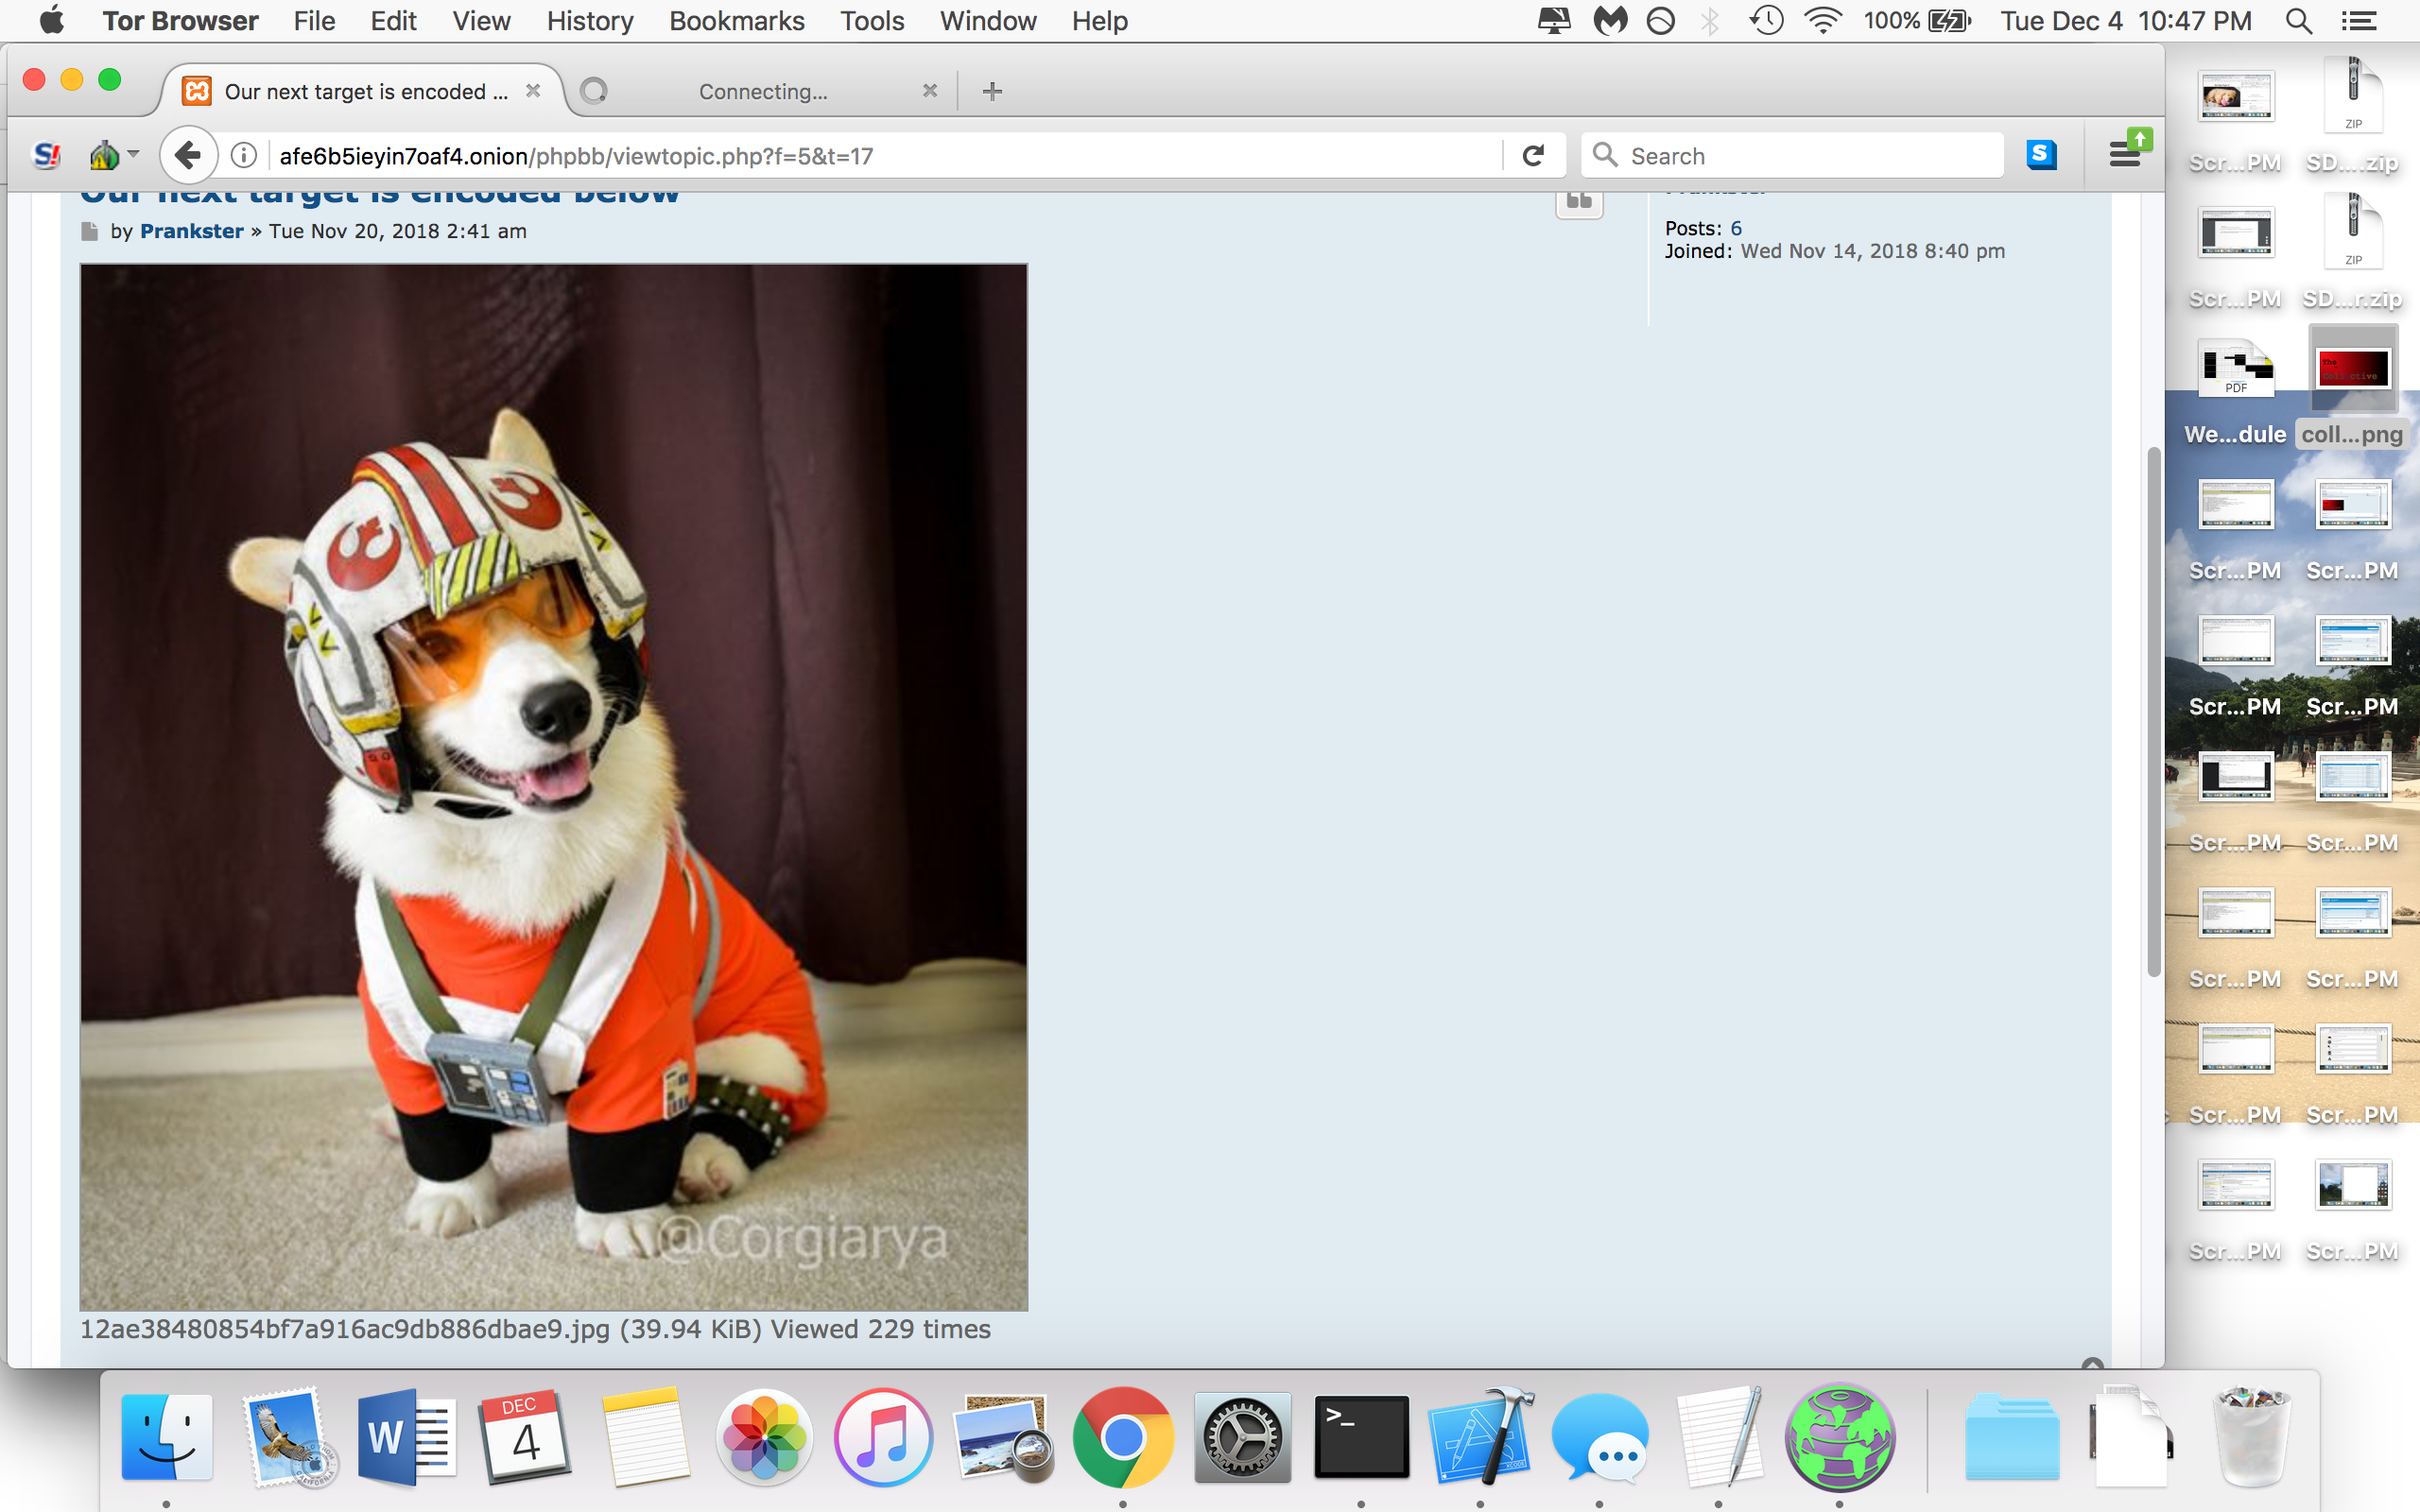 Tor Browser File Edit View History Bookmarks Tools Window Help 100% Tue Dec 4 10:47 PM
Our next target is encoded ... Connecting...
afe6b5ieyin7oaf4.onion/phpbb/viewtopic.php?f=5&t=17 Search
Our next target is encoded below
by Prankster » Tue Nov 20, 2018 2:41 am
Prankster
Posts: 6
Joined: Wed Nov 14, 2018 8:40 pm
@Corgiarya
12ae38480854bf7a916ac9db886dbae9.jpg (39.94 KiB) Viewed 229 times
ZIP
Scr...PM SD....zip
ZIP
Scr...PM SD...r.zip
PDF
The
We...dule coll...png
Scr...PM Scr...PM
Scr...PM Scr...PM
Scr...PM Scr...PM
Scr...PM Scr...PM
Scr...PM Scr...PM
Scr...PM Scr...PM
W
DEC
4
>_